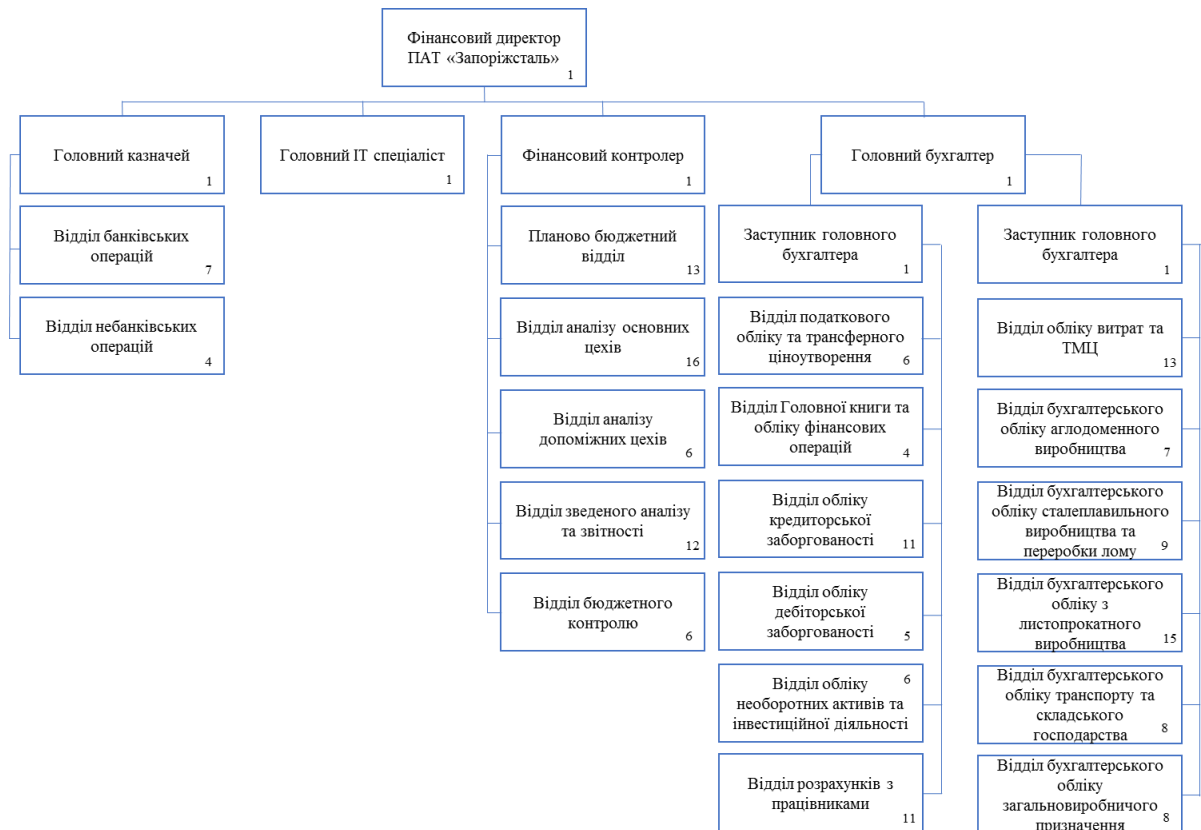 Фінансовий директор
ПАТ «Запоріжсталь»
1
Головний казначей
1
Головний ІТ спеціаліст
1
Фінансовий контролер
1
Головний бухгалтер
1
Відділ банківських
операцій
7
Відділ небанківських
операцій
4
Планово бюджетний
відділ
13
Відділ аналізу основних
цехів
16
Відділ аналізу
допоміжних цехів
6
Відділ зведеного аналізу
та звітності
12
Відділ бюджетного
контролю
6
Заступник головного
бухгалтера
1
Відділ податкового
обліку та трансферного
ціноутворення
6
Відділ Головної книги та
обліку фінансових
операцій
4
Відділ обліку
кредиторської
заборгованості
11
Відділ обліку
дебіторської
заборгованості
5
Відділ обліку
6
необоротних активів та
інвестиційної діяльності
Відділ розрахунків з
працівниками
11
Заступник головного
бухгалтера
1
Відділ обліку витрат та
ТМЦ
13
Відділ бухгалтерського
обліку аглодоменного
виробництва
7
Відділ бухгалтерського
обліку сталеплавильного
виробництва та
переробки лому
9
Відділ бухгалтерського
обліку з
листопрокатного
виробництва
15
Відділ бухгалтерського
обліку транспорту та
складського
господарства
8
Відділ бухгалтерського
обліку
загальновиробничого
призначення
8